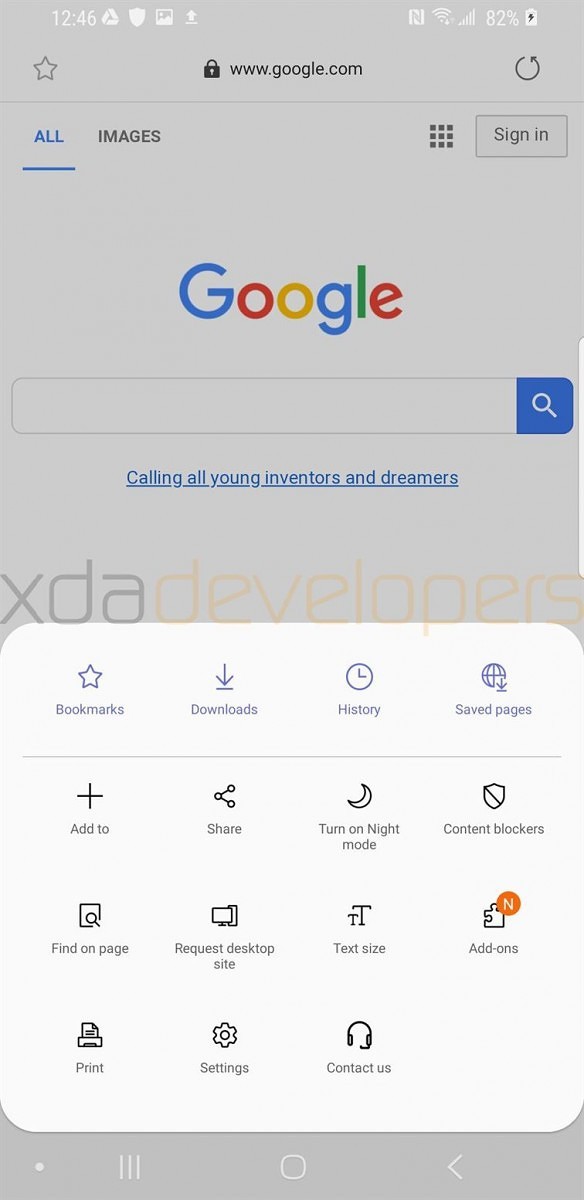 12:46 82%
www.google.com
ALL IMAGES Sign in
Google
Calling all young inventors and dreamers
xdadevelopers
Bookmarks Downloads History Saved pages
Add to Share Turn on Night Content blockers
mode
N
Find on page Request desktop Text size Add-ons
site
Print Settings Contact us